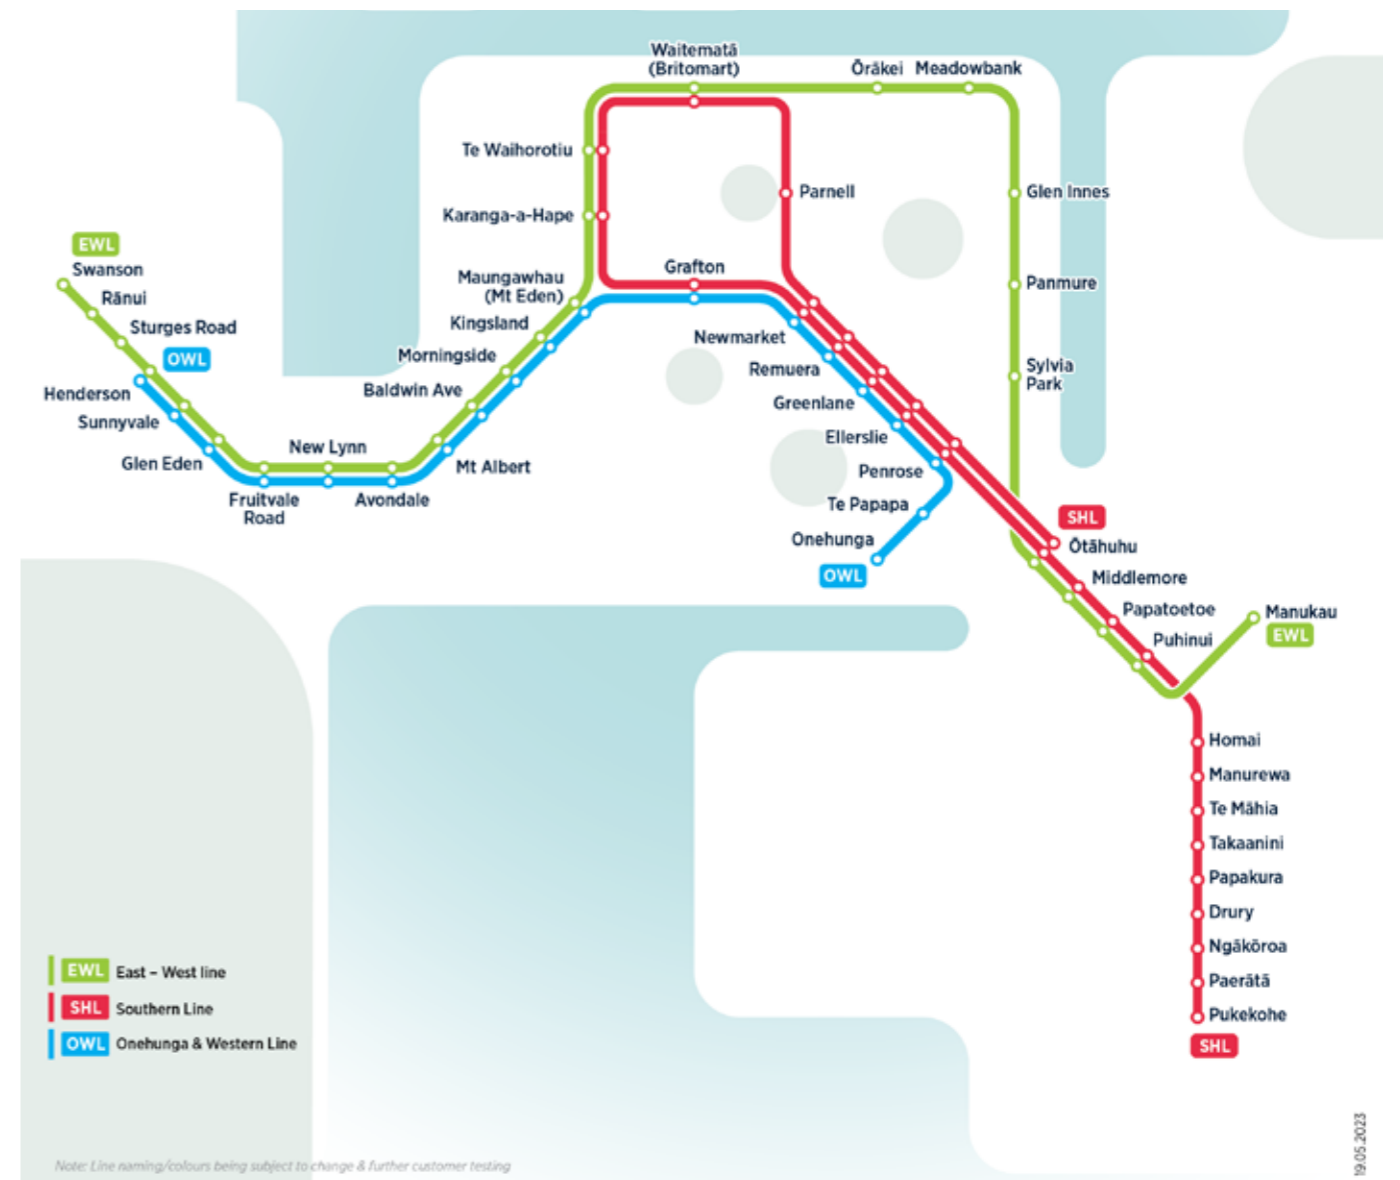 Waitematā
(Britomart)
Ōrākei
Meadowbank
Te Waihorotiu
Karanga-a-Hape
Parnell
Glen Innes
EWL
Swanson
Rānui
Sturges Road
OWL
Henderson
Sunnyvale
Glen Eden
Fruitvale
Road
New Lynn
Avondale
Mt Albert
Baldwin Ave
Morningside
Kingsland
Maungawhau
(Mt Eden)
Grafton
Panmure
Sylvia
Park
Newmarket
Remuera
Greenlane
Ellerslie
Penrose
Te Papapa
Onehunga
OWL
SHL
Ōtāhuhu
Middlemore
Papatoetoe
Puhinui
Manukau
EWL
Homai
Manurewa
Te Māhia
Takaanini
Papakura
Drury
Ngākōroa
Paerātā
Pukekohe
SHL
EWL East – West line
SHL Southern Line
OWL Onehunga & Western Line
Note: Line naming/colours being subject to change & further customer testing
19.05.2023